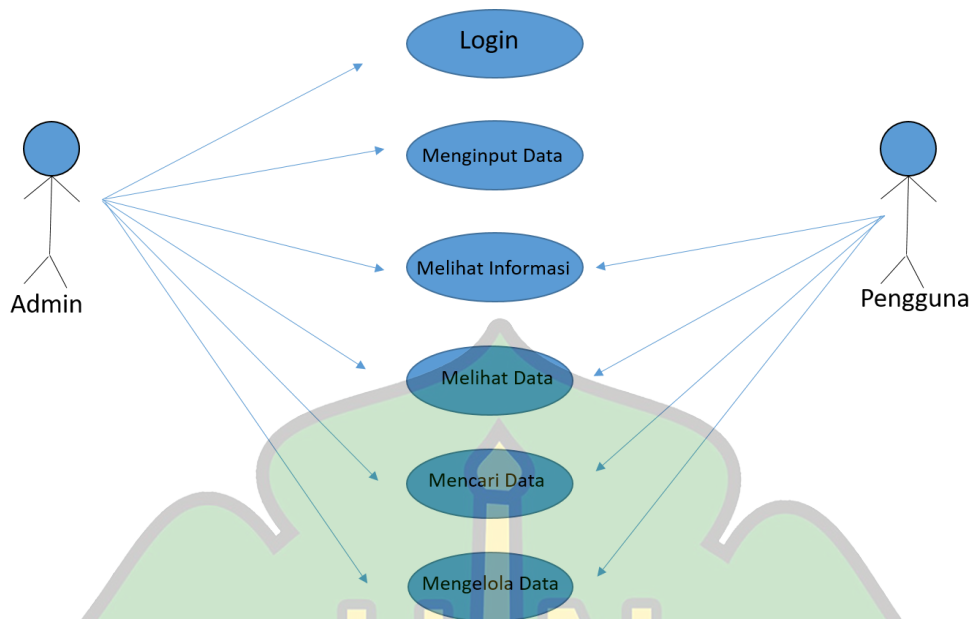 Login
Menginput Data
Melihat Informasi
Admin
Pengguna
Melihat Data
Mencari Data
Mengelola Data